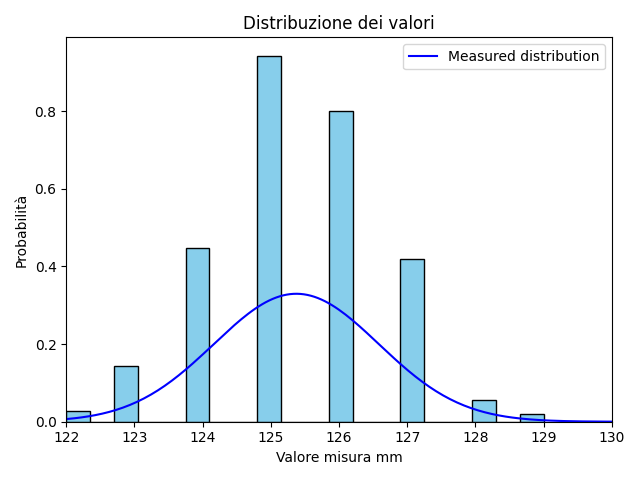 Distribuzione dei valori
Measured distribution
Probabilità
0.8
0.6
0.4
0.2
0.0
122 123 124 125 126 127 128 129 130
Valore misura mm